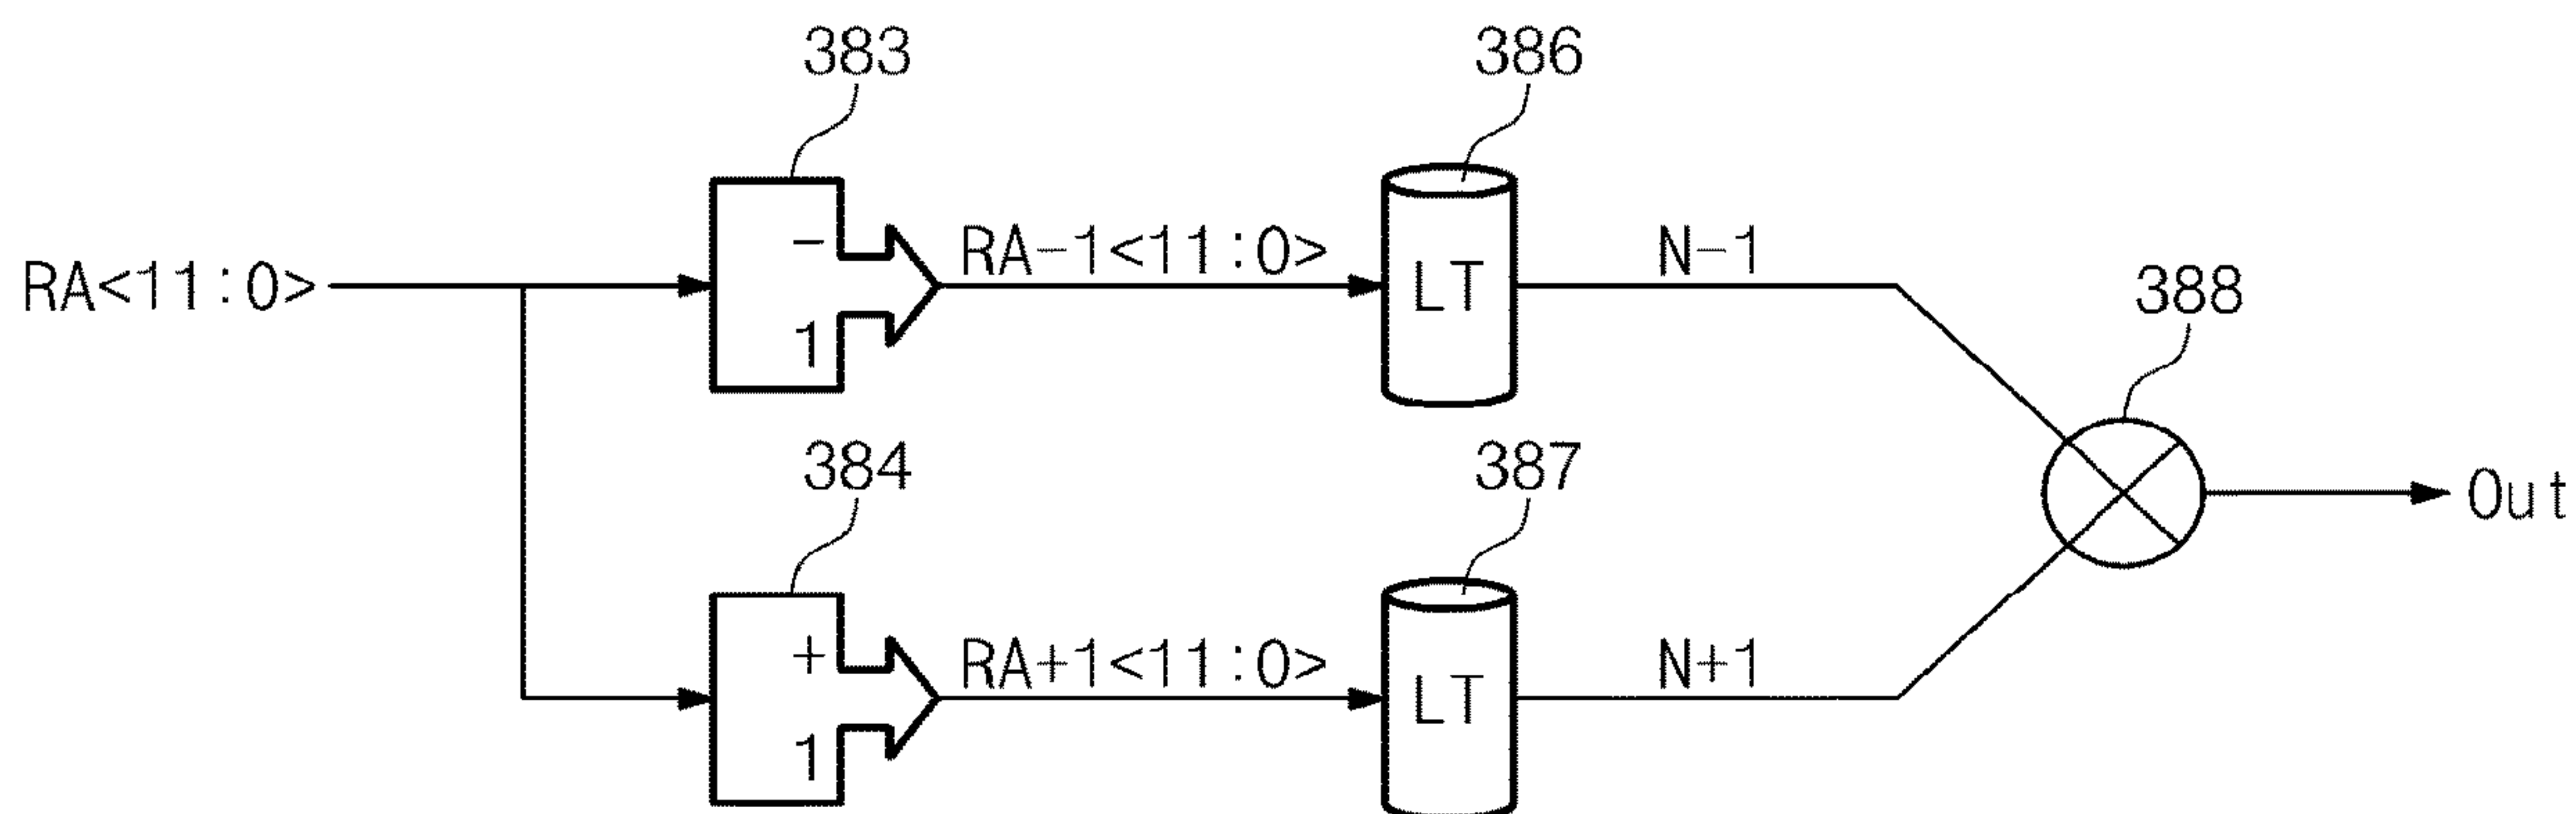 383
386
RA<11:0>
-
1
RA-1<11:0>
LT
N-1
388
384
387
Out
+
1
RA+1<11:0>
LT
N+1